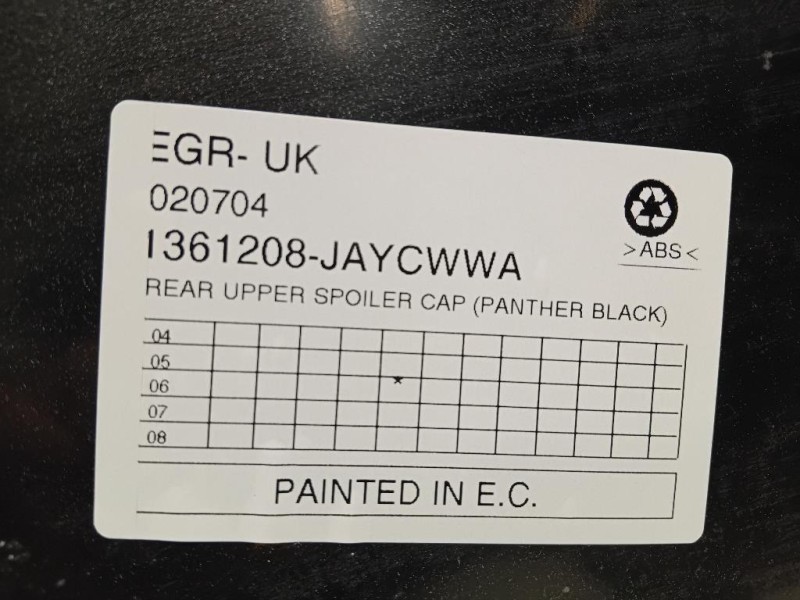 EGR- UK
020704
1361208-JAYCWWA
>ABS<
REAR UPPER SPOILER CAP (PANTHER BLACK)
04
05
06 *
07
08
PAINTED IN E.C.